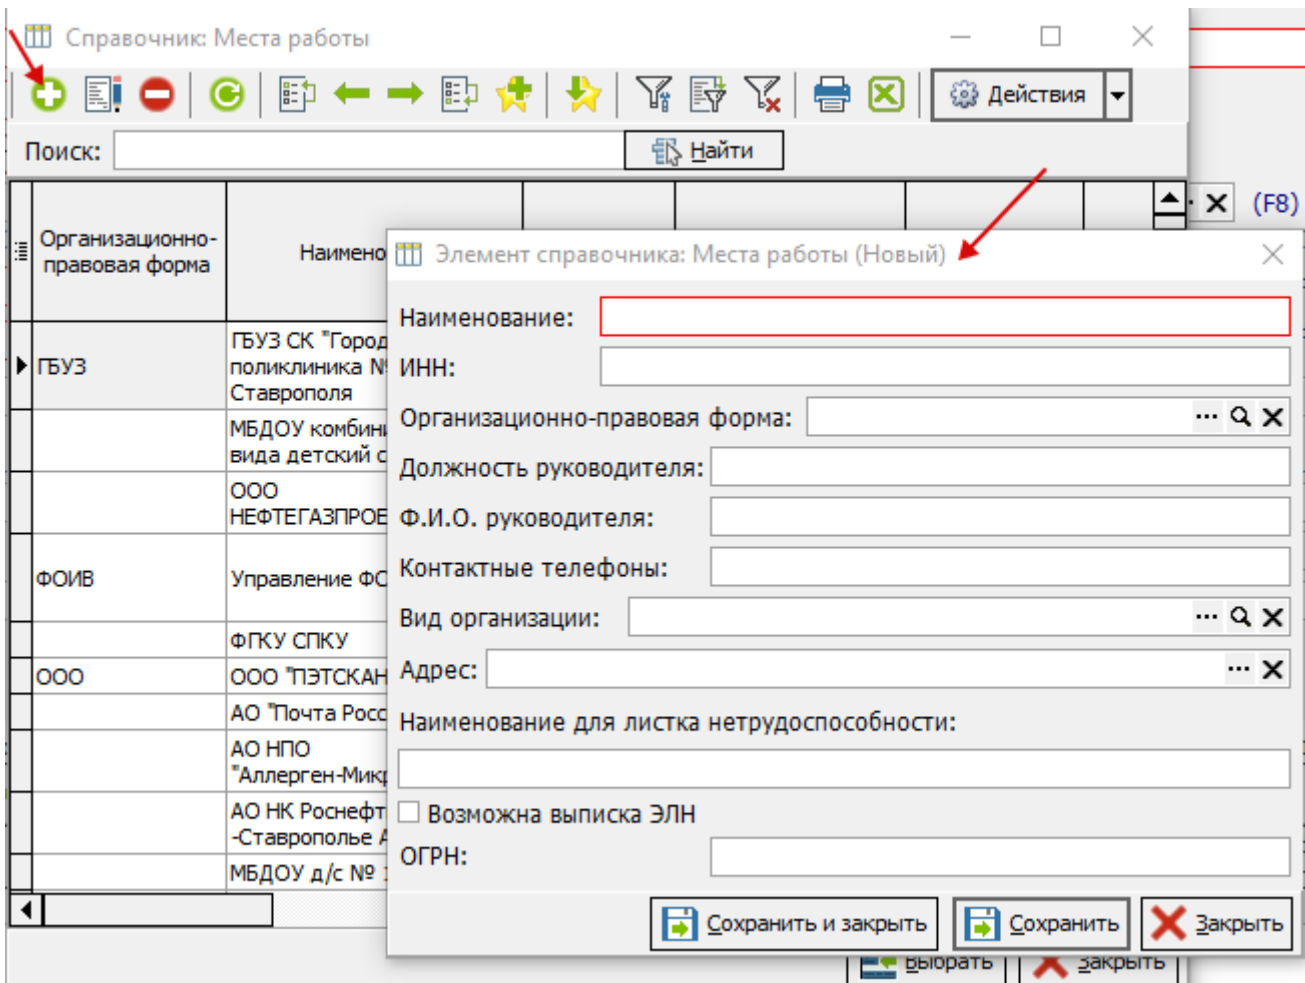 Справочник: Места работы
Действия
Поиск:
Найти
(F8)
Организационно-
правовая форма
Наимено
ГБУЗ
ГБУЗ СК "Город
поликлиника №
Ставрополя
МБДОУ комбини
вида детский с
ООО
НЕФТЕГАЗПРОЕ
ФОИВ
Управление ФС
ФГКУ СПКУ
ООО
ООО "ПЭТСКАН
АО "Почта Росс
АО НПО
"Аллерген-Микр
АО НК Роснефт
-Ставрополье А
МБДОУ д/с №
Элемент справочника: Места работы (Новый)
Наименование:
ИНН:
Организационно-правовая форма:
Должность руководителя:
Ф.И.О. руководителя:
Контактные телефоны:
Вид организации:
Адрес:
Наименование для листка нетрудоспособности:
Возможна выписка ЭЛН
ОГРН:
Сохранить и закрыть
Сохранить
Закрыть
Выбрать
Закрыть